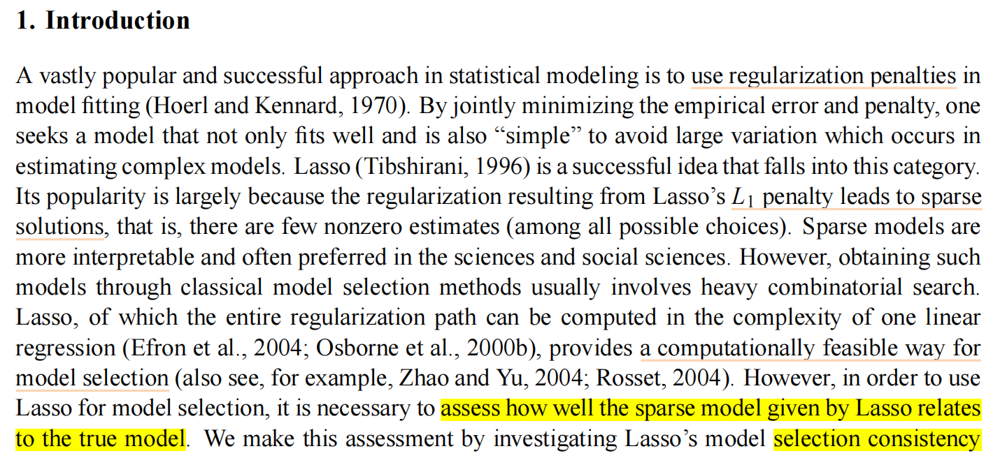 1. Introduction
A vastly popular and successful approach in statistical modeling is to use regularization penalties in
model fitting (Hoerl and Kennard, 1970). By jointly minimizing the empirical error and penalty, one
seeks a model that not only fits well and is also “simple” to avoid large variation which occurs in
estimating complex models. Lasso (Tibshirani, 1996) is a successful idea that falls into this category.
Its popularity is largely because the regularization resulting from Lasso’s L₁ penalty leads to sparse
solutions, that is, there are few nonzero estimates (among all possible choices). Sparse models are
more interpretable and often preferred in the sciences and social sciences. However, obtaining such
models through classical model selection methods usually involves heavy combinatorial search.
Lasso, of which the entire regularization path can be computed in the complexity of one linear
regression (Efron et al., 2004; Osborne et al., 2000b), provides a computationally feasible way for
model selection (also see, for example, Zhao and Yu, 2004; Rosset, 2004). However, in order to use
Lasso for model selection, it is necessary to assess how well the sparse model given by Lasso relates
to the true model. We make this assessment by investigating Lasso’s model selection consistency